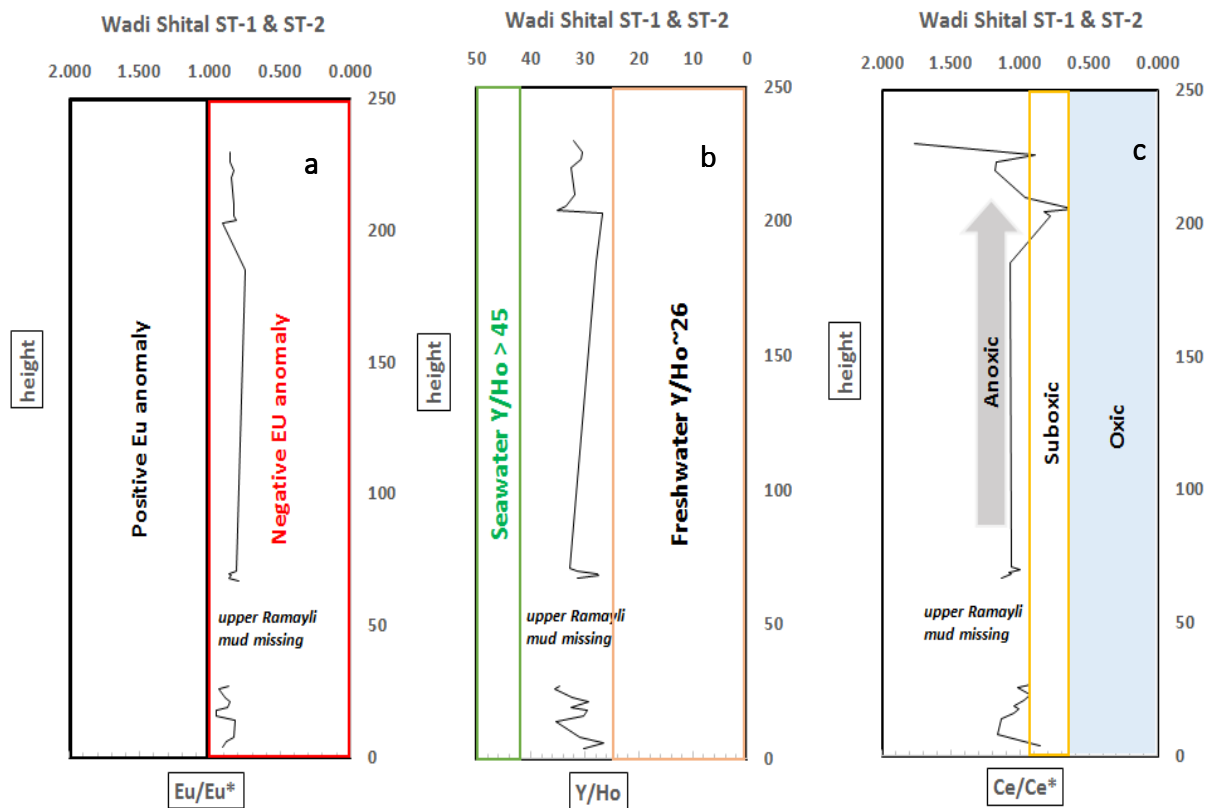 Wadi Shital ST-1 & ST-2
2.000 1.500 1.000 0.500 0.000
250
200
150
100
50
0
a
height
Positive Eu anomaly
Negative EU anomaly
upper Ramayli
mud missing
Eu/Eu*
Wadi Shital ST-1 & ST-2
50 40 30 20 10 0
250
200
150
100
50
0
b
height
Seawater Y/Ho > 45
Freshwater Y/Ho~26
upper Ramayli
mud missing
Y/Ho
Wadi Shital ST-1 & ST-2
2.000 1.500 1.000 0.500 0.000
250
200
150
100
50
0
c
height
Anoxic
Suboxic
Oxic
upper Ramayli
mud missing
Ce/Ce*